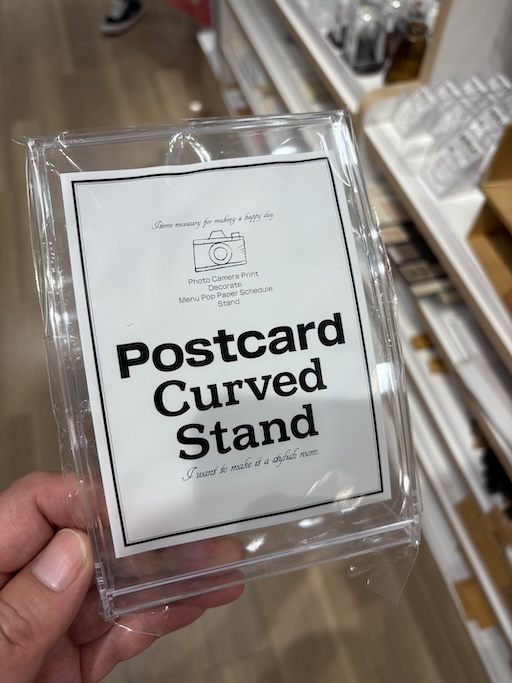 Items necessary for making a happy day
Photo Camera Print
Decorate
Menu Pop Paper Schedule
Stand
Postcard
Curved
Stand
I want to make it a stylish room.